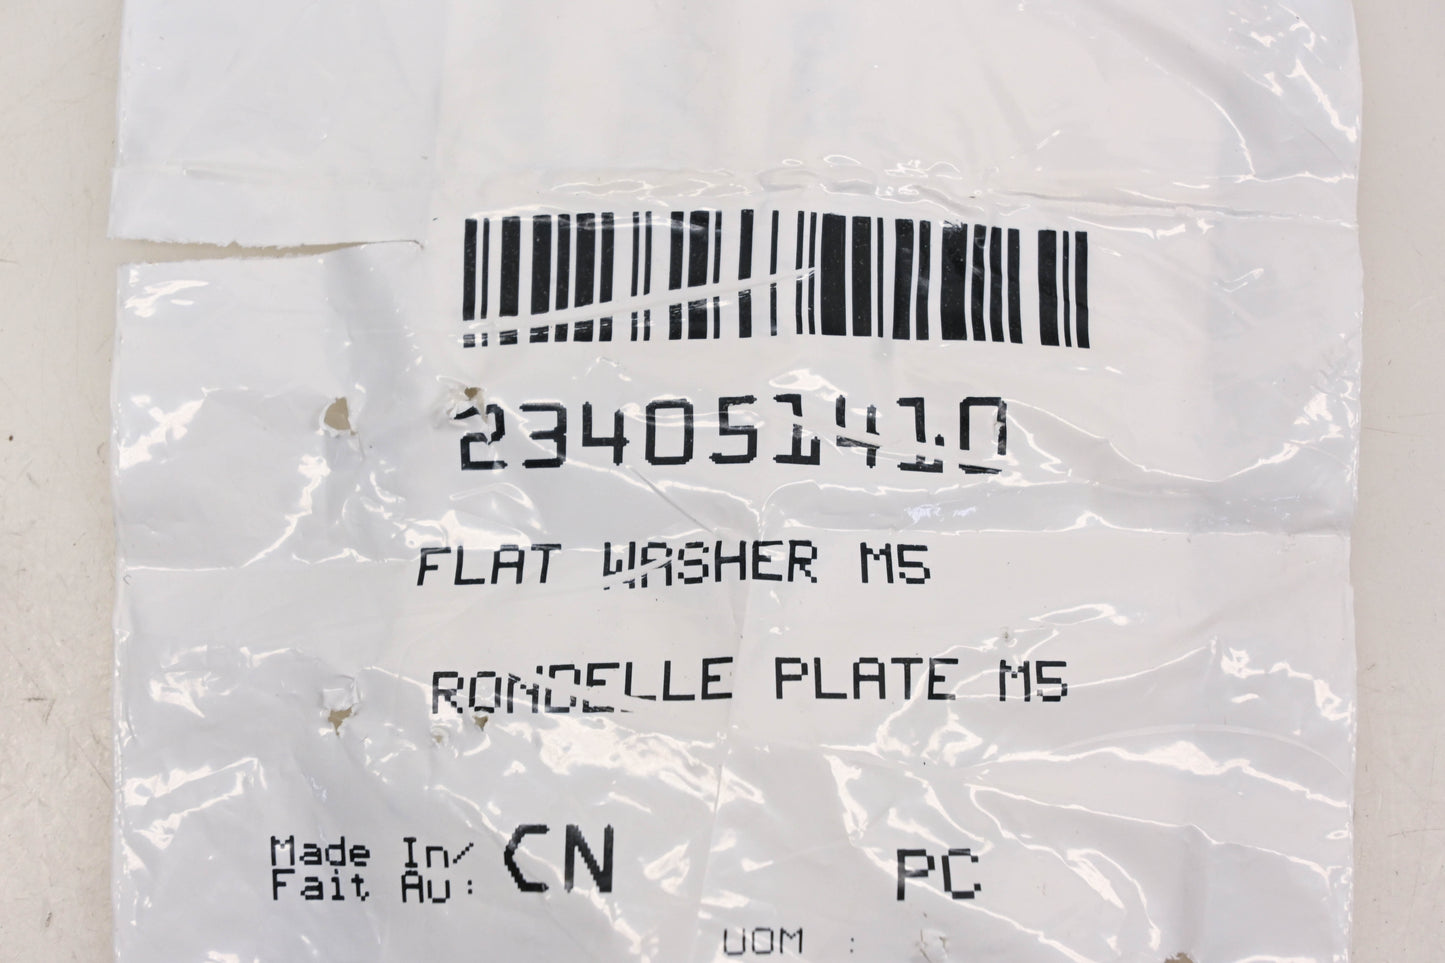 234051410
FLAT WASHER M5
RONDELLE PLATE M5
Made In/
Fait Au: CN
PC
UOM :